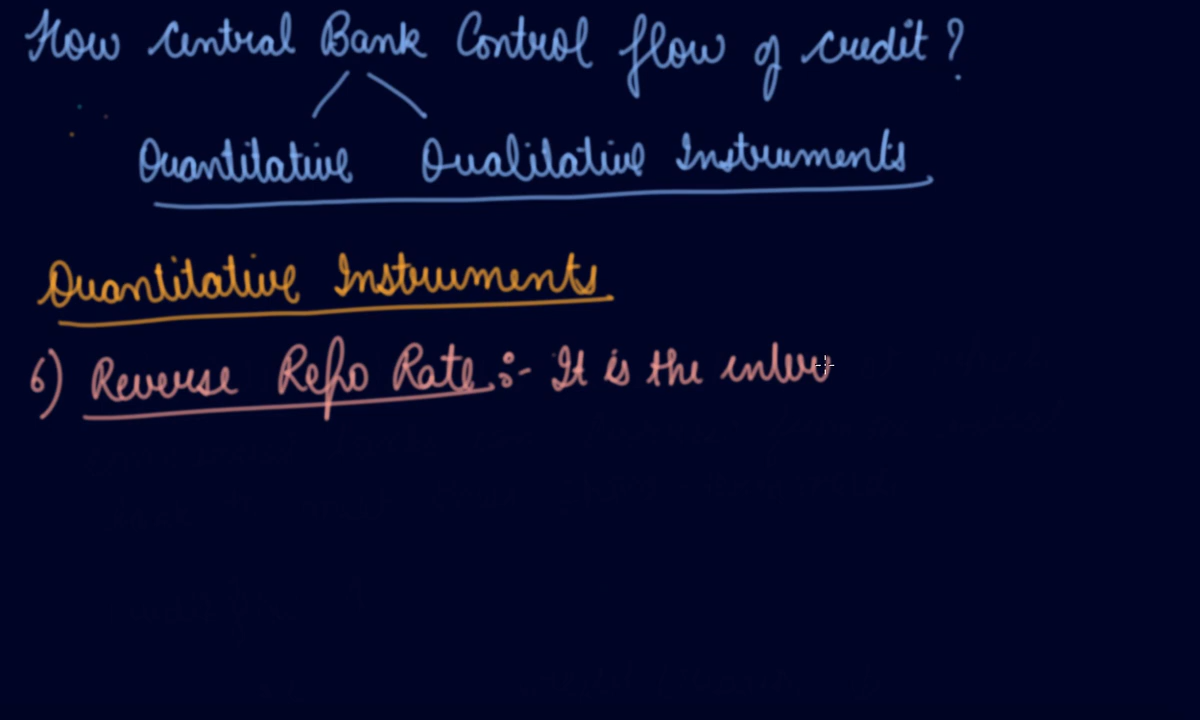 How Central Bank Control flow of credit?
Quantitative Qualitative Instruments
Quantitative Instruments
6) Reverse Repo Rate :- It is the inter